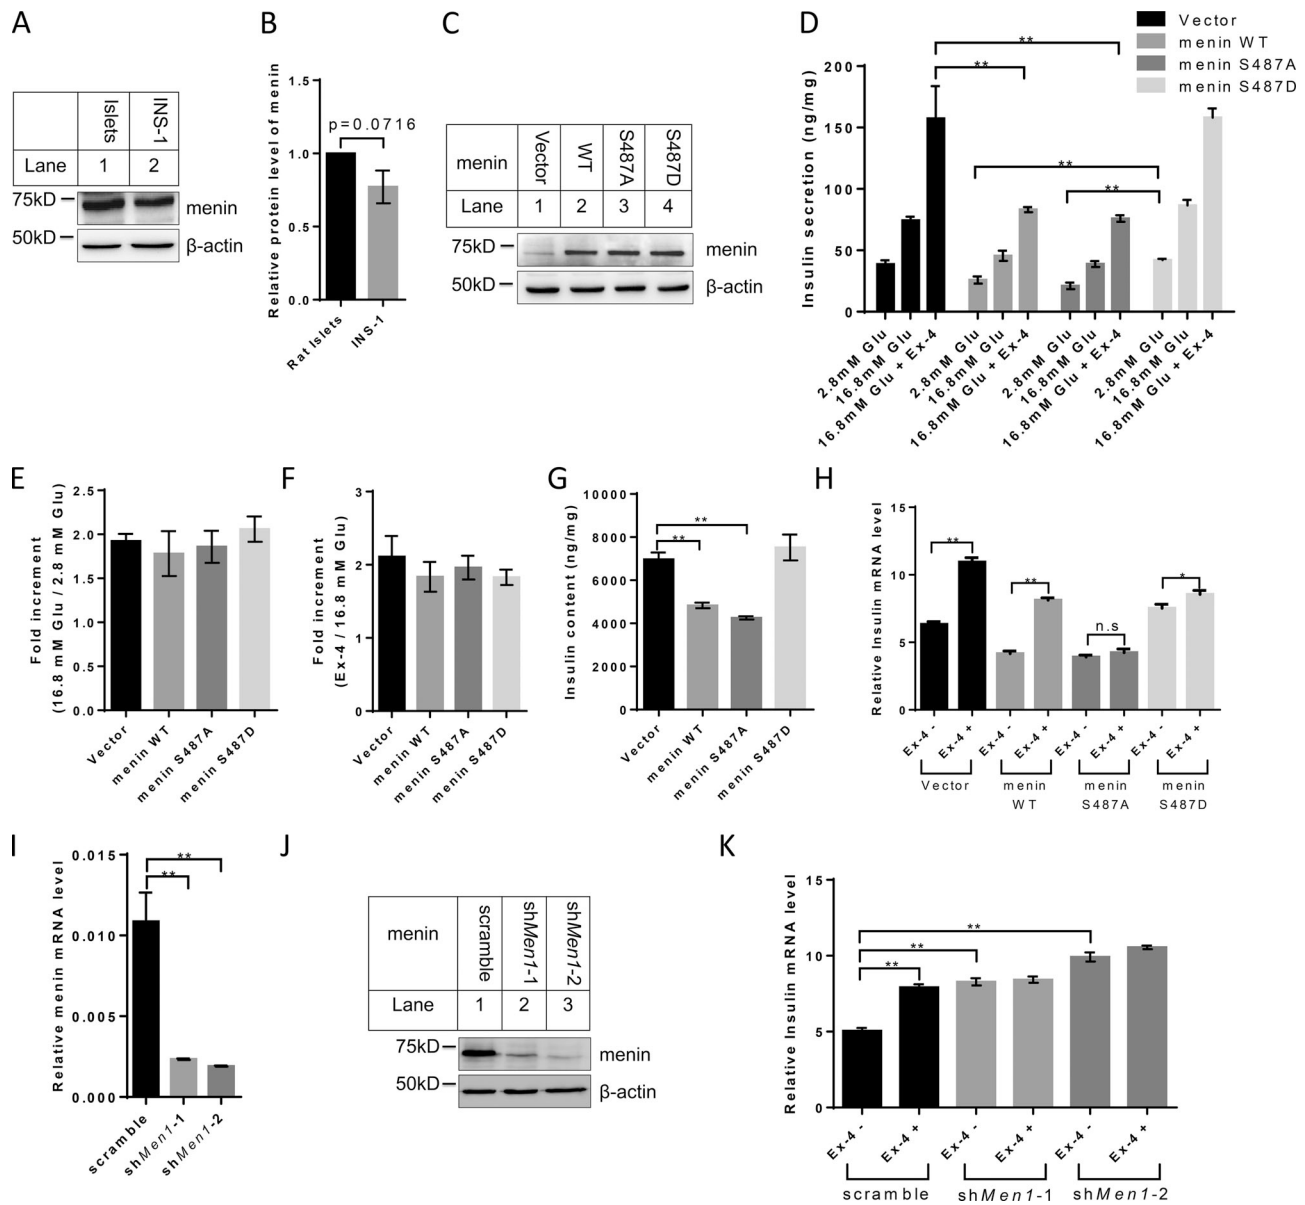 A
Islets
INS-1
Lane
1
2
75kD
menin
50kD
β-actin
B
Relative protein level of menin
1.5
1.0
0.5
0.0
p=0.0716
Rat Islets
INS-1
C
menin
Vector
WT
S487A
S487D
Lane
1
2
3
4
75kD
menin
50kD
β-actin
D
Vector
menin WT
menin S487A
menin S487D
Insulin secretion (ng/mg)
200
150
100
50
0
**
**
**
**
2.8mM Glu
16.8mM Glu
16.8mM Glu + Ex-4
2.8mM Glu
16.8mM Glu
16.8mM Glu + Ex-4
2.8mM Glu
16.8mM Glu
16.8mM Glu + Ex-4
2.8mM Glu
16.8mM Glu
16.8mM Glu + Ex-4
E
Fold increment
(16.8 mM Glu / 2.8 mM Glu)
2.5
2.0
1.5
1.0
0.5
0.0
Vector
menin WT
menin S487A
menin S487D
F
Fold increment
(Ex-4 / 16.8 mM Glu)
3
2
1
0
Vector
menin WT
menin S487A
menin S487D
G
Insulin content (ng/mg)
10000
8000
6000
4000
2000
0
**
**
Vector
menin WT
menin S487A
menin S487D
H
Relative Insulin mRNA level
15
10
5
0
**
**
n.s
*
Ex-4 -
Ex-4 +
Ex-4 -
Ex-4 +
Ex-4 -
Ex-4 +
Ex-4 -
Ex-4 +
Vector
menin
WT
menin
S487A
menin
S487D
I
Relative menin mRNA level
0.015
0.010
0.005
0.000
**
**
scramble
shMen1-1
shMen1-2
J
menin
scramble
shMen1-1
shMen1-2
Lane
1
2
3
75kD
menin
50kD
β-actin
K
Relative Insulin mRNA level
15
10
5
0
**
**
**
Ex-4 -
Ex-4 +
Ex-4 -
Ex-4 +
Ex-4 -
Ex-4 +
scramble
shMen1-1
shMen1-2